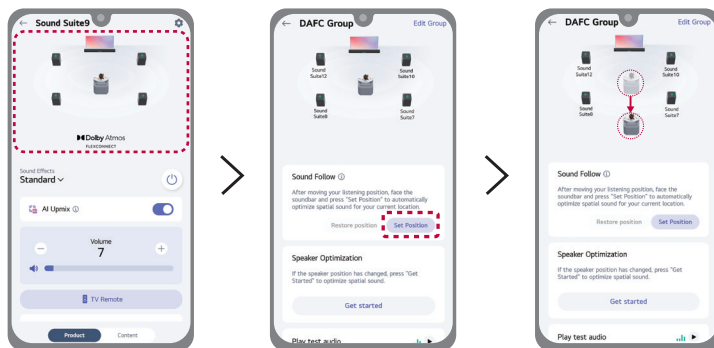 ← Sound Suite9
Dolby Atmos
FLEXCONNECT
Sound Effects
Standard
AI Upmix
Volume
7
TV Remote
Product Content
← DAFC Group Edit Group
Sound
Suite12
Sound
Suite10
Sound
Suite8
Sound
Suite7
Sound Follow
After moving your listening position, face the
soundbar and press "Set Position" to automatically
optimize spatial sound for your current location.
Restore position Set Position
Speaker Optimization
If the speaker position has changed, press "Get
Started" to optimize spatial sound.
Get started
Play test audio
← DAFC Group Edit Group
Sound
Suite12
Sound
Suite10
Sound
Suite8
Sound
Suite7
Sound Follow
After moving your listening position, face the
soundbar and press "Set Position" to automatically
optimize spatial sound for your current location.
Restore position Set Position
Speaker Optimization
If the speaker position has changed, press "Get
Started" to optimize spatial sound.
Get started
Play test audio